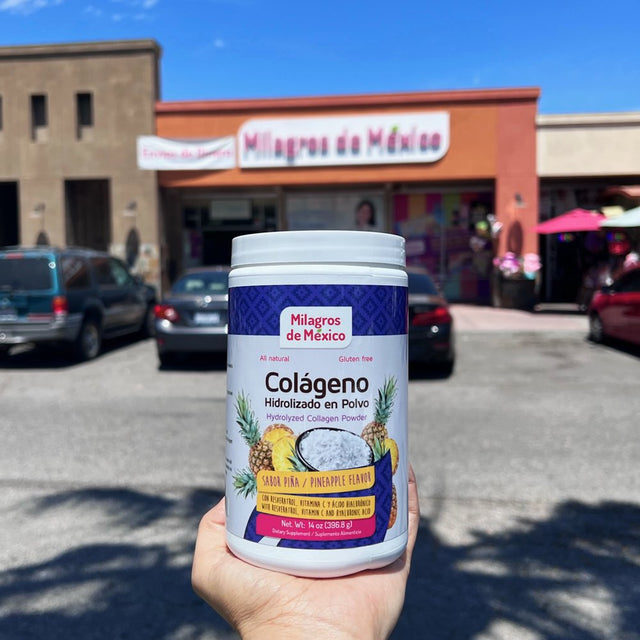 Milagros de México
Milagros
de México
All natural
Gluten free
Colágeno
Hidrolizado en Polvo
Hydrolyzed Collagen Powder
SABOR PIÑA / PINEAPPLE FLAVOR
CON RESVERATROL, VITAMINA C Y ÁCIDO HIALURÓNICO
WITH RESVERATROL, VITAMIN C AND HYALURONIC ACID
Net. Wt: 14 oz (396.8 g)
Dietary Supplement / Suplemento Alimenticio